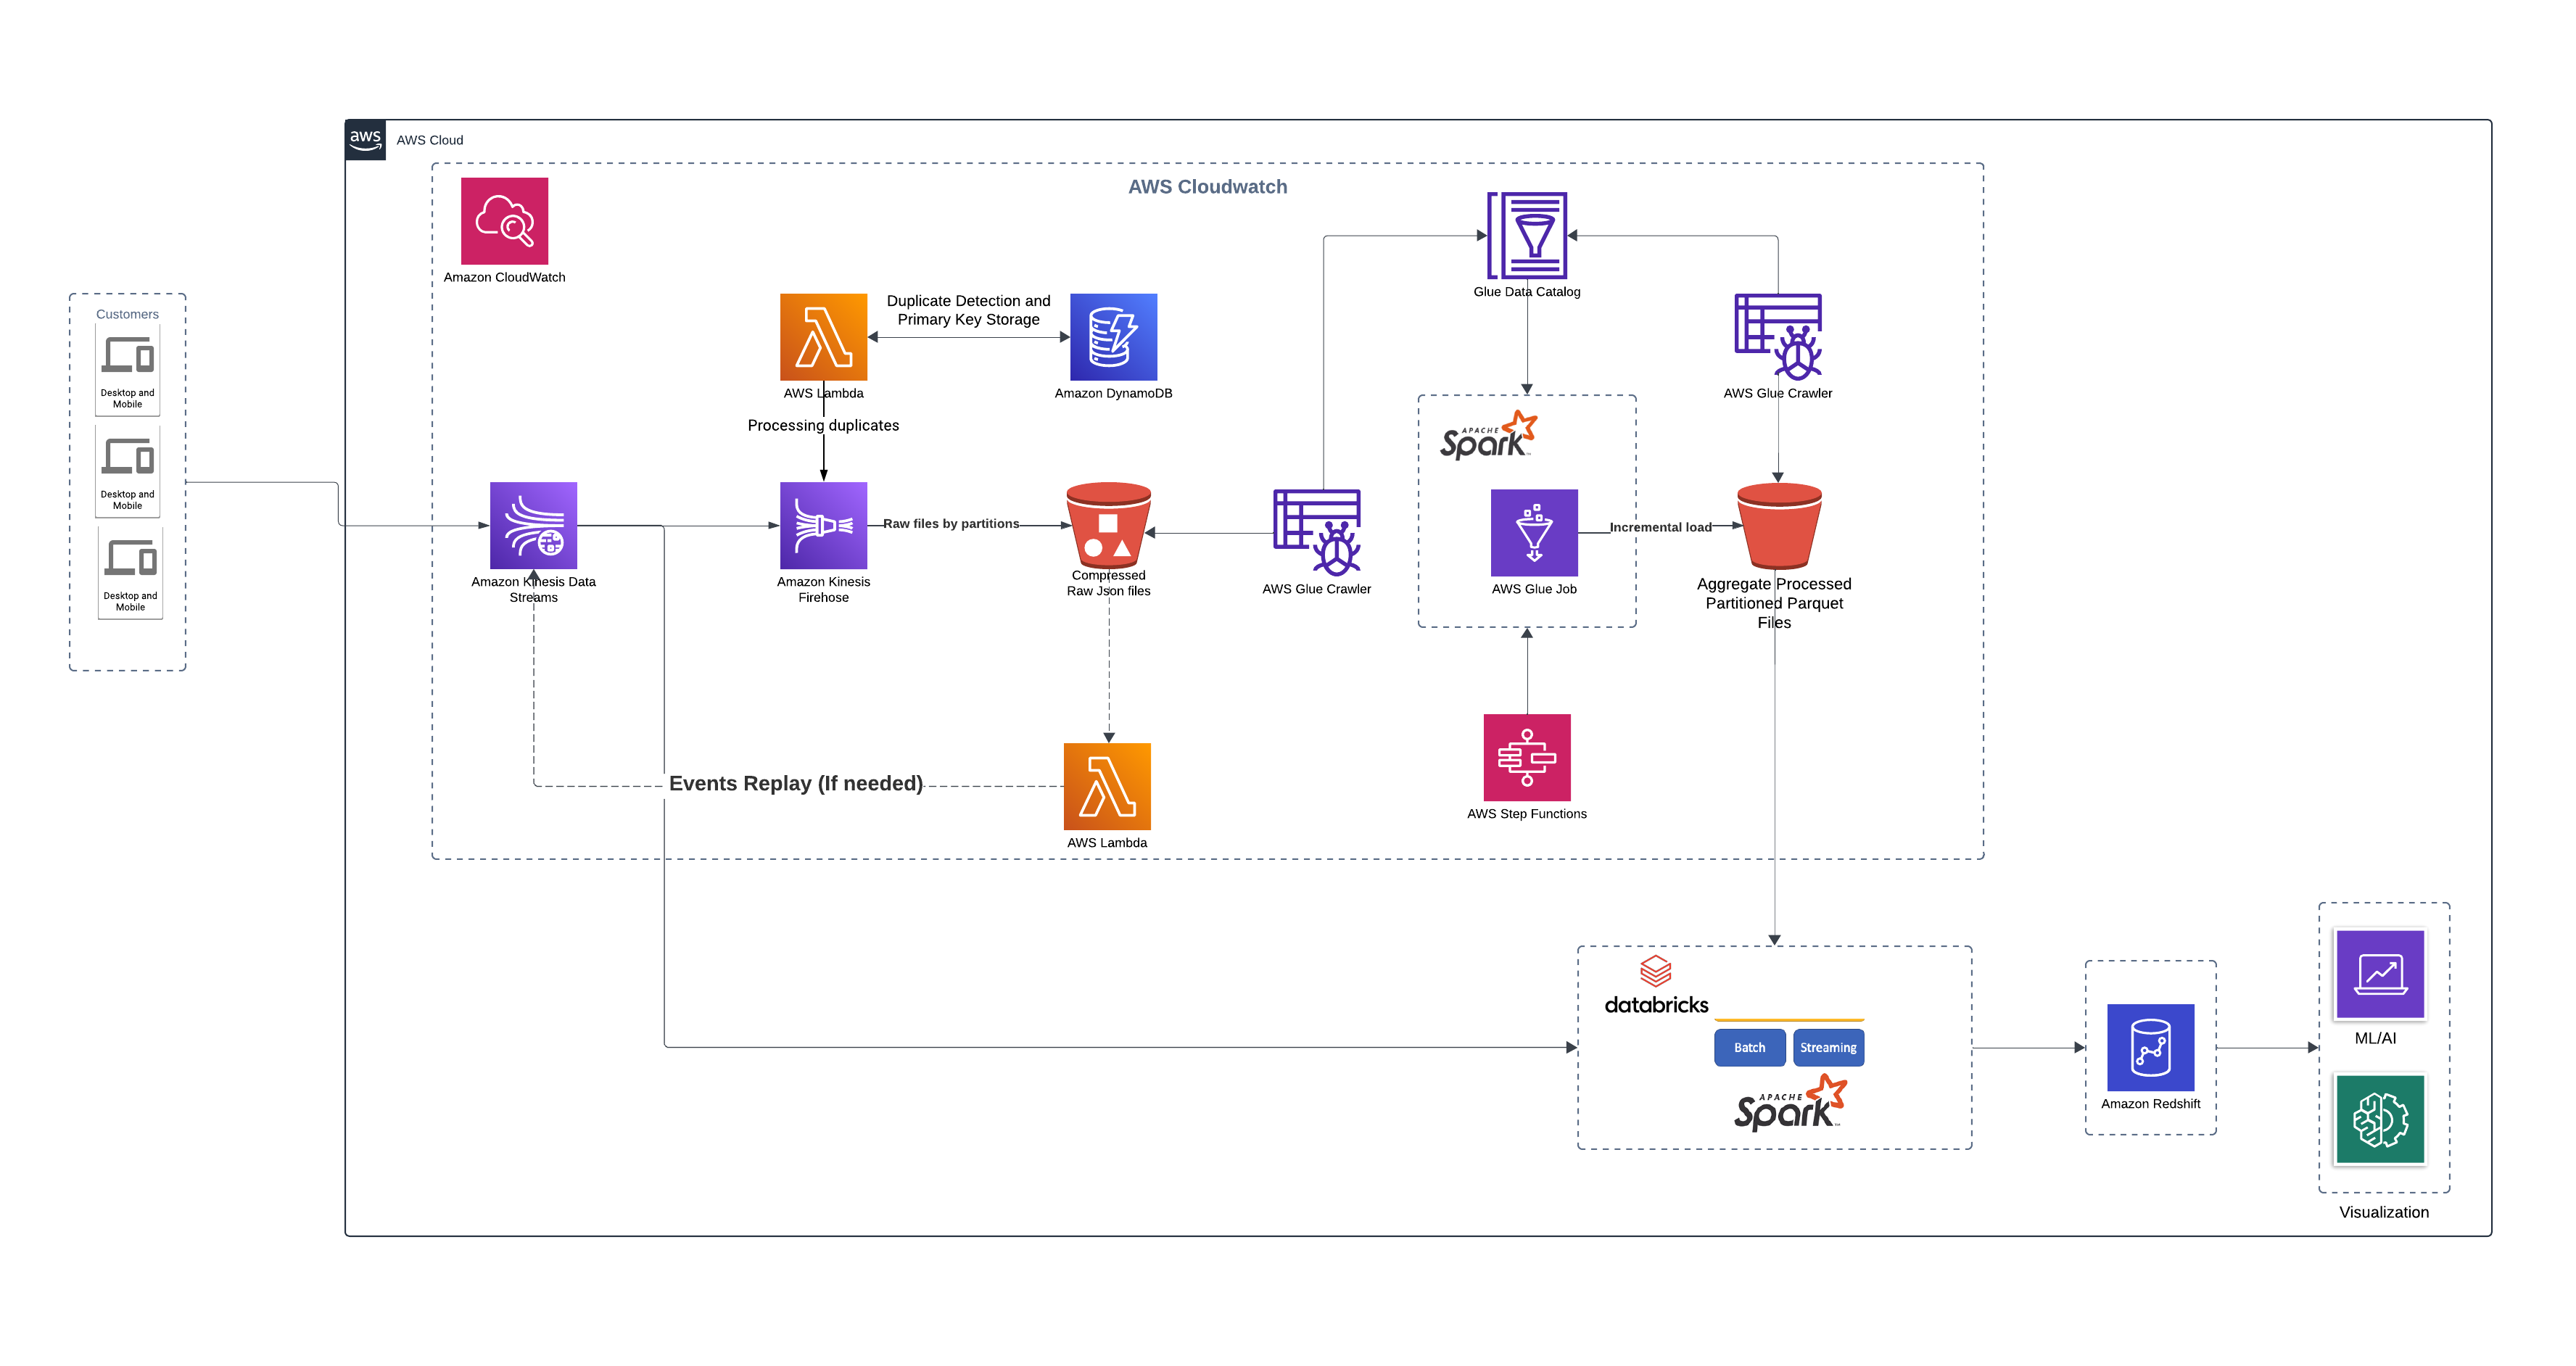 aws
AWS Cloud
AWS Cloudwatch
Amazon CloudWatch
Customers
Desktop and
Mobile
Desktop and
Mobile
Desktop and
Mobile
AWS Lambda
Duplicate Detection and
Primary Key Storage
Amazon DynamoDB
Processing duplicates
Glue Data Catalog
AWS Glue Crawler
APACHE
Spark
Amazon Kinesis Data
Streams
Amazon Kinesis
Firehose
Raw files by partitions
Compressed
Raw Json files
AWS Glue Crawler
AWS Glue Job
Incremental load
Aggregate Processed
Partitioned Parquet
Files
Events Replay (If needed)
AWS Lambda
AWS Step Functions
databricks
Batch
Streaming
APACHE
Spark
Amazon Redshift
ML/AI
Visualization